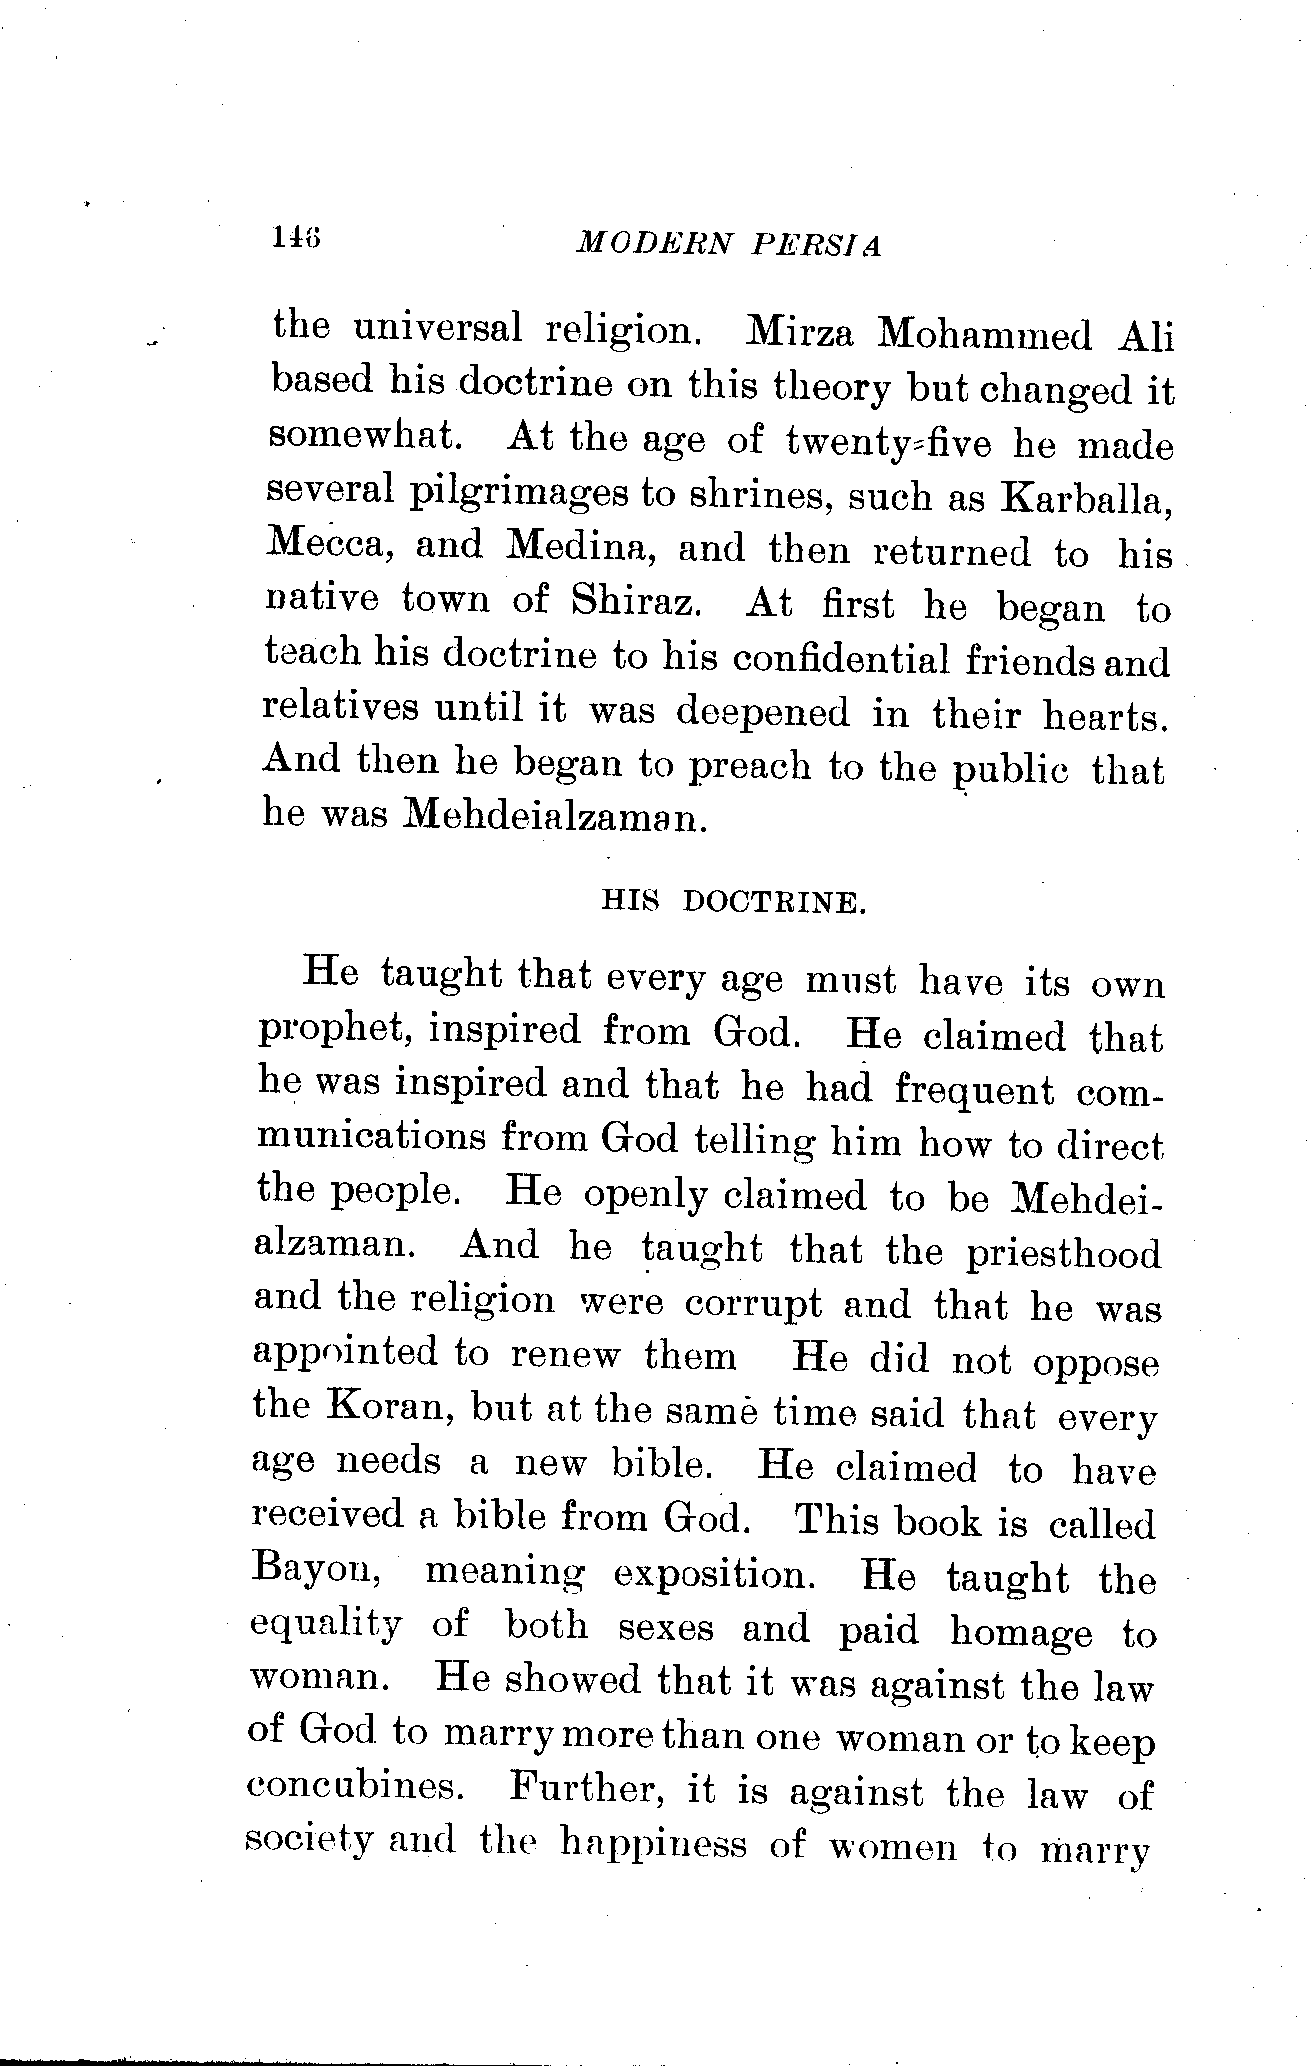 146 MODERN PERSIA
the universal religion. Mirza Mohammed Ali
based his doctrine on this theory but changed it
somewhat. At the age of twenty-five he made
several pilgrimages to shrines, such as Karballa,
Mecca, and Medina, and then returned to his
native town of Shiraz. At first he began to
teach his doctrine to his confidential friends and
relatives until it was deepened in their hearts.
And then he began to preach to the public that
he was Mehdeialzaman.
HIS DOCTRINE.
He taught that every age must have its own
prophet, inspired from God. He claimed that
he was inspired and that he had frequent com-
munications from God telling him how to direct
the people. He openly claimed to be Mehdei-
alzaman. And he taught that the priesthood
and the religion were corrupt and that he was
appointed to renew them He did not oppose
the Koran, but at the same time said that every
age needs a new bible. He claimed to have
received a bible from God. This book is called
Bayon, meaning exposition. He taught the
equality of both sexes and paid homage to
woman. He showed that it was against the law
of God to marry more than one woman or to keep
concubines. Further, it is against the law of
society and the happiness of women to marry